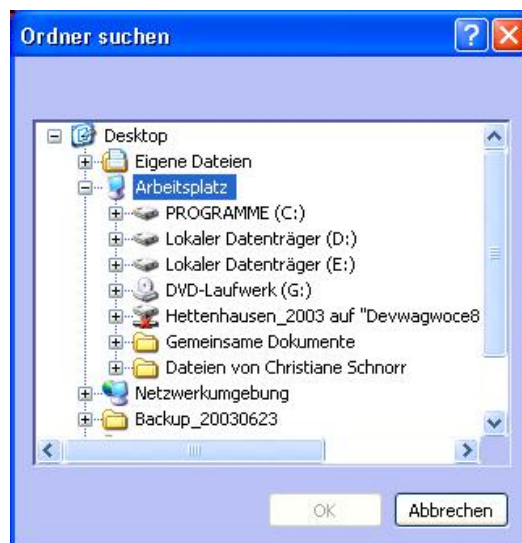 Ordner suchen
Desktop
Eigene Dateien
Arbeitsplatz
PROGRAMME (C:)
Lokaler Datenträger (D:)
Lokaler Datenträger (E:)
DVD-Laufwerk (G:)
Hettenhausen_2003 auf "Devwagwoce8
Gemeinsame Dokumente
Dateien von Christiane Schnorr
Netzwerkumgebung
Backup_20030623
OK
Abbrechen